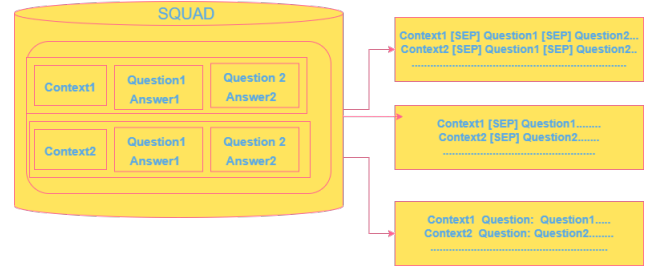 SQUAD
Context1
Question1
Answer1
Question 2
Answer2
Context2
Question1
Answer1
Question 2
Answer2
Context1 [SEP] Question1 [SEP] Question2...
Context2 [SEP] Question1 [SEP] Question2..
................................................................................
Context1 [SEP] Question1........
Context2 [SEP] Question2.......
.........................................................
Context1 Question: Question1.....
Context2 Question: Question2........
..................................................................